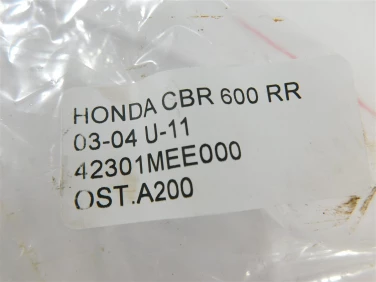 HONDA CBR 600 RR
03-04 U-11
42301MEE000
OST.A200